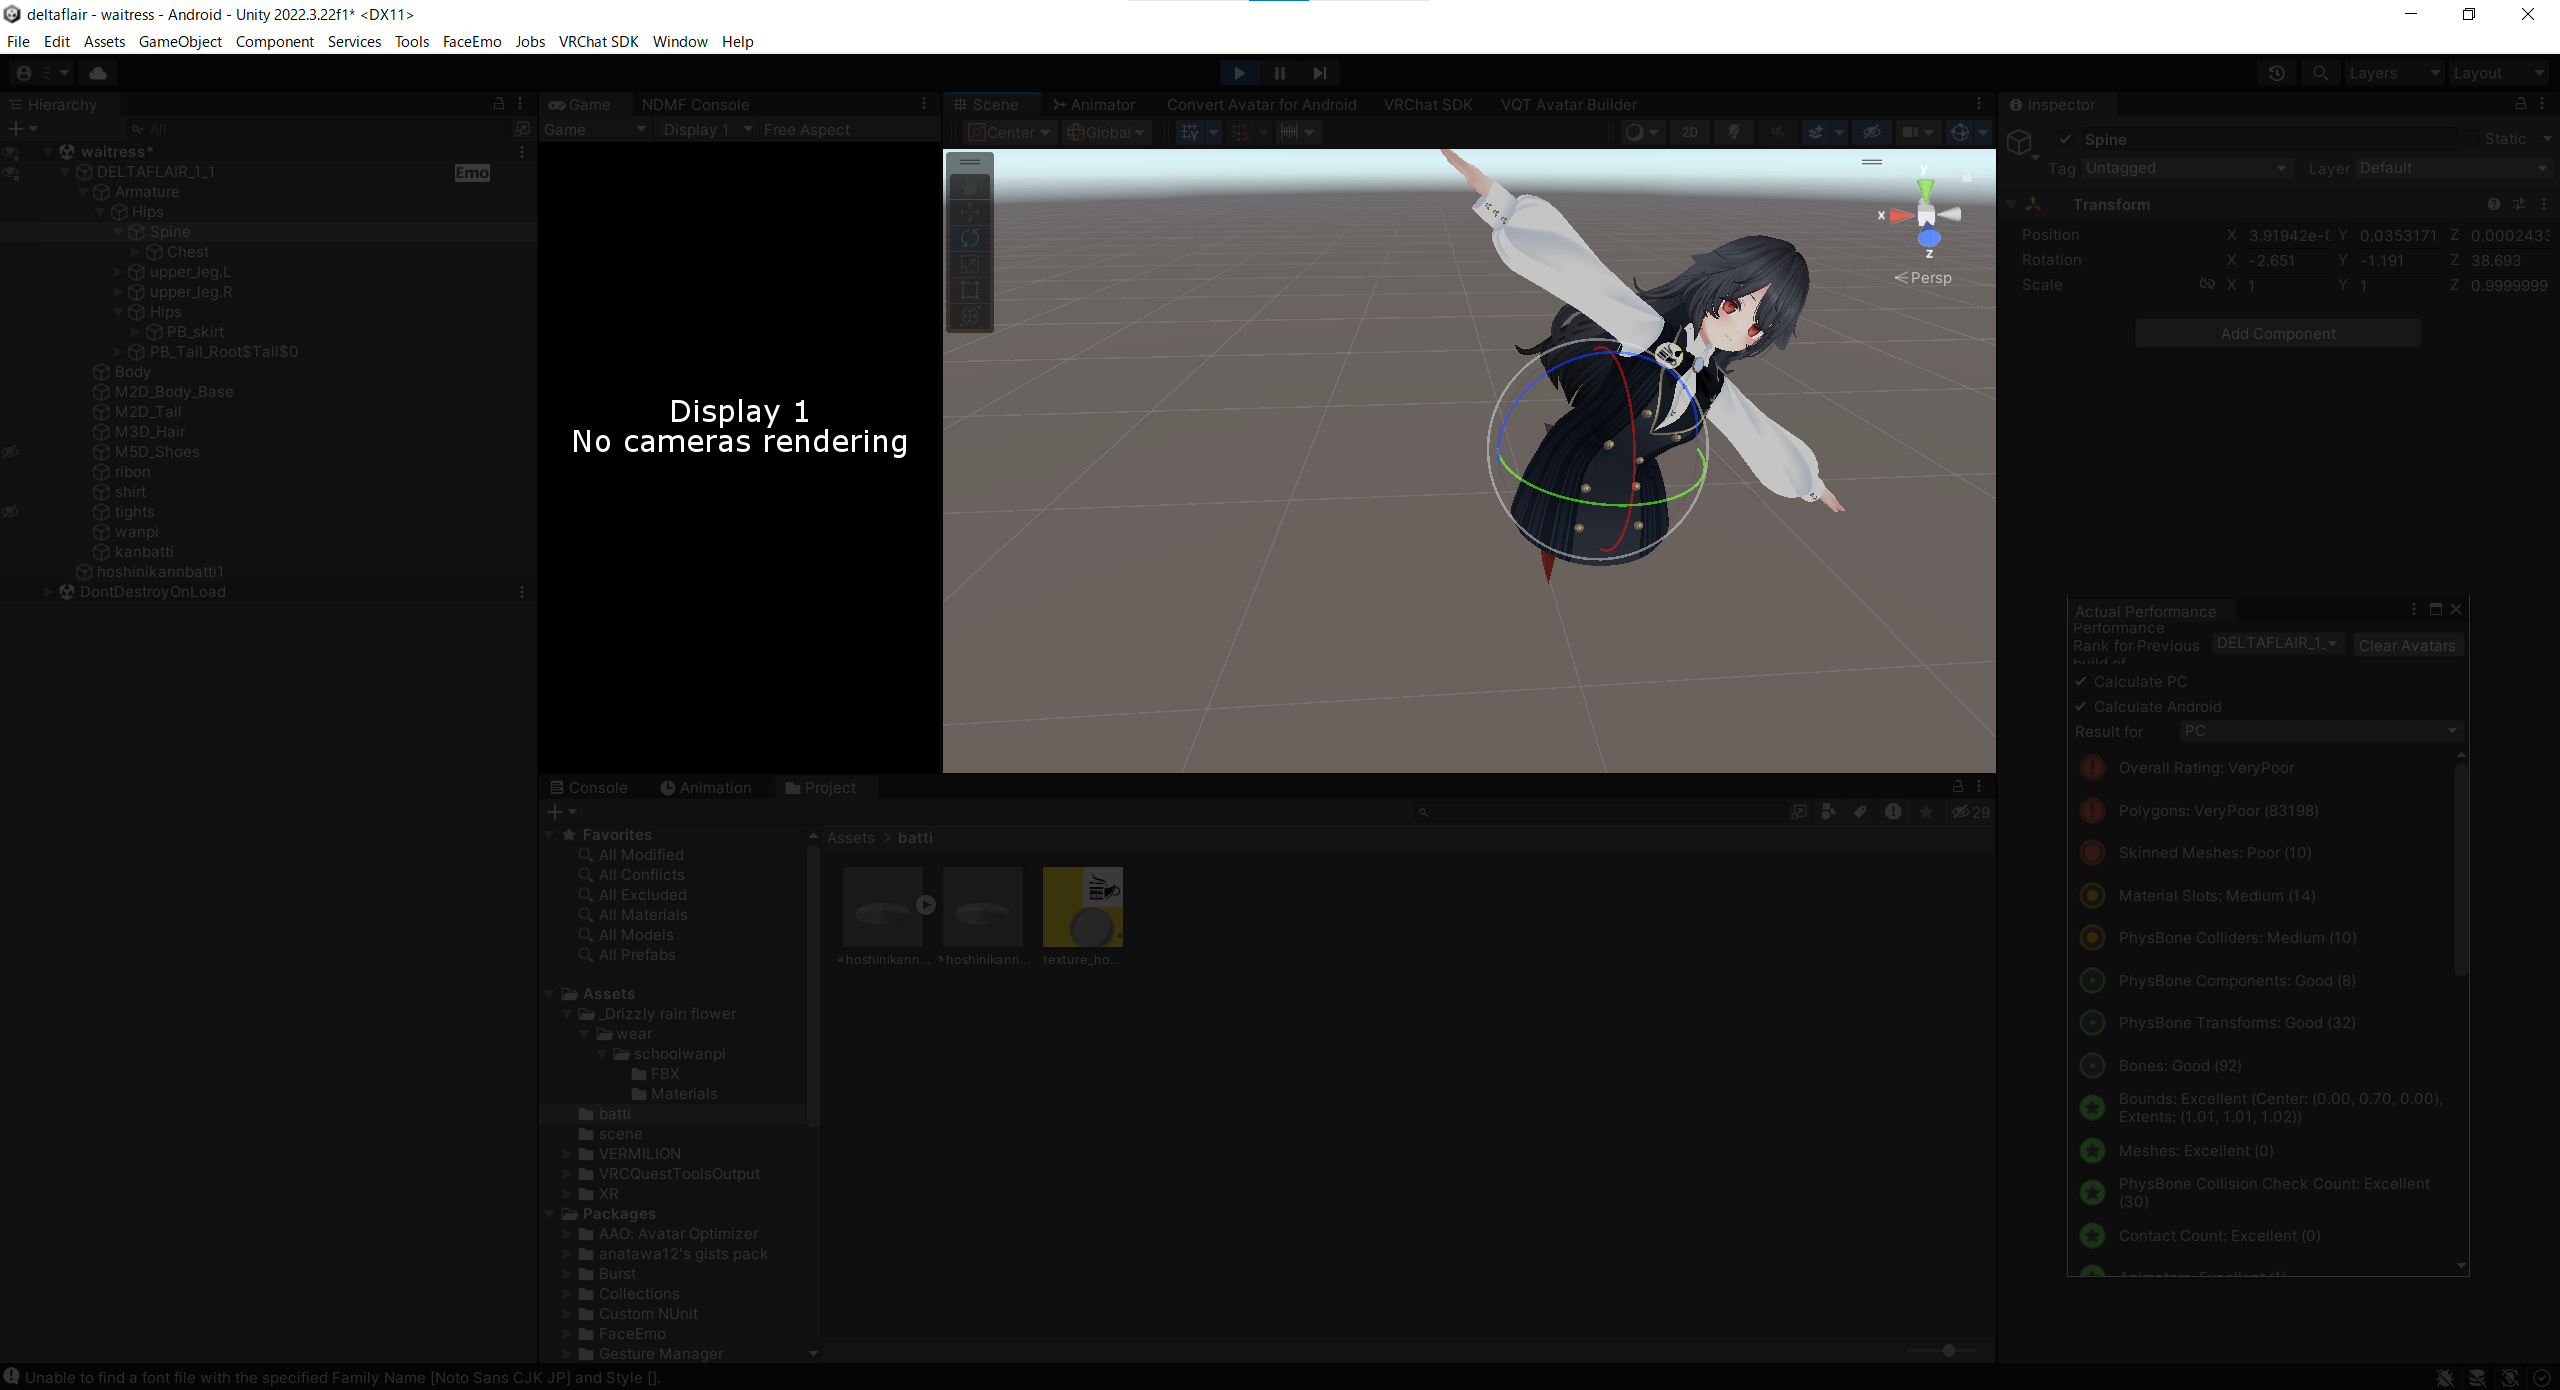 deltaflair - waitress - Android - Unity 2022.3.22f1* <DX11>
File Edit Assets GameObject Component Services Tools FaceEmo Jobs VRChat SDK Window Help
Layers Layout
Hierarchy
All
waitress*
DELTAFLAIR_1_1 Emo
Armature
Hips
Spine
Chest
upper_leg.L
upper_leg.R
Hips
PB_skirt
PB_Tail_Root$Tail$0
Body
M2D_Body_Base
M2D_Tail
M3D_Hair
M5D_Shoes
ribon
shirt
tights
wanpi
kanbatti
hoshinikannbatti1
DontDestroyOnLoad
Game NDMF Console
Game Display 1 Free Aspect
Display 1
No cameras rendering
Scene Animator Convert Avatar for Android VRChat SDK VQT Avatar Builder
Center Global 2D
y
x
z
Persp
Inspector
Spine Static
Tag Untagged Layer Default
Transform
Position X 3.91942e-( Y 0.0353171 Z 0.0002433
Rotation X -2.651 Y -1.191 Z 38.693
Scale X 1 Y 1 Z 0.9999999
Add Component
Actual Performance
Performance
Rank for Previous
build of
DELTAFLAIR_1_ Clear Avatars
Calculate PC
Calculate Android
Result for PC
Overall Rating: VeryPoor
Polygons: VeryPoor (83198)
Skinned Meshes: Poor (10)
Material Slots: Medium (14)
PhysBone Colliders: Medium (10)
PhysBone Components: Good (8)
PhysBone Transforms: Good (32)
Bones: Good (92)
Bounds: Excellent (Center: (0.00, 0.70, 0.00),
Extents: (1.01, 1.01, 1.02))
Meshes: Excellent (0)
PhysBone Collision Check Count: Excellent
(30)
Contact Count: Excellent (0)
Animators: Excellent (1)
Console Animation Project
29
Favorites
All Modified
All Conflicts
All Excluded
All Materials
All Models
All Prefabs
Assets
_Drizzly rain flower
wear
schoolwanpi
FBX
Materials
batti
scene
VERMILION
VRCQuestToolsOutput
XR
Packages
AAO: Avatar Optimizer
anatawa12's gists pack
Burst
Collections
Custom NUnit
FaceEmo
Gesture Manager
Assets > batti
hoshinikann... hoshinikann... texture_ho...
Unable to find a font file with the specified Family Name [Noto Sans CJK JP] and Style [].